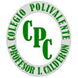 COLEGIO POLIVALENTE
CPC
PROFESOR I. CALDERON